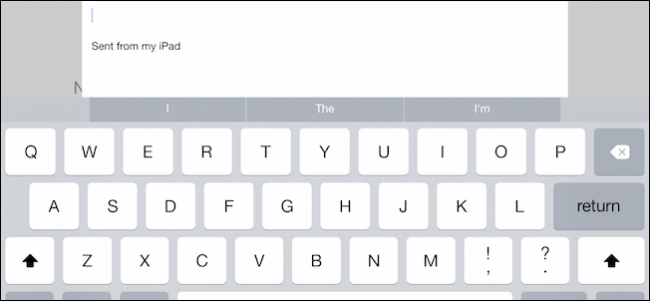 Sent from my iPad
N
I The I'm
Q W E R T Y U I O P
A S D F G H J K L return
Z X C V B N M ! , ? .